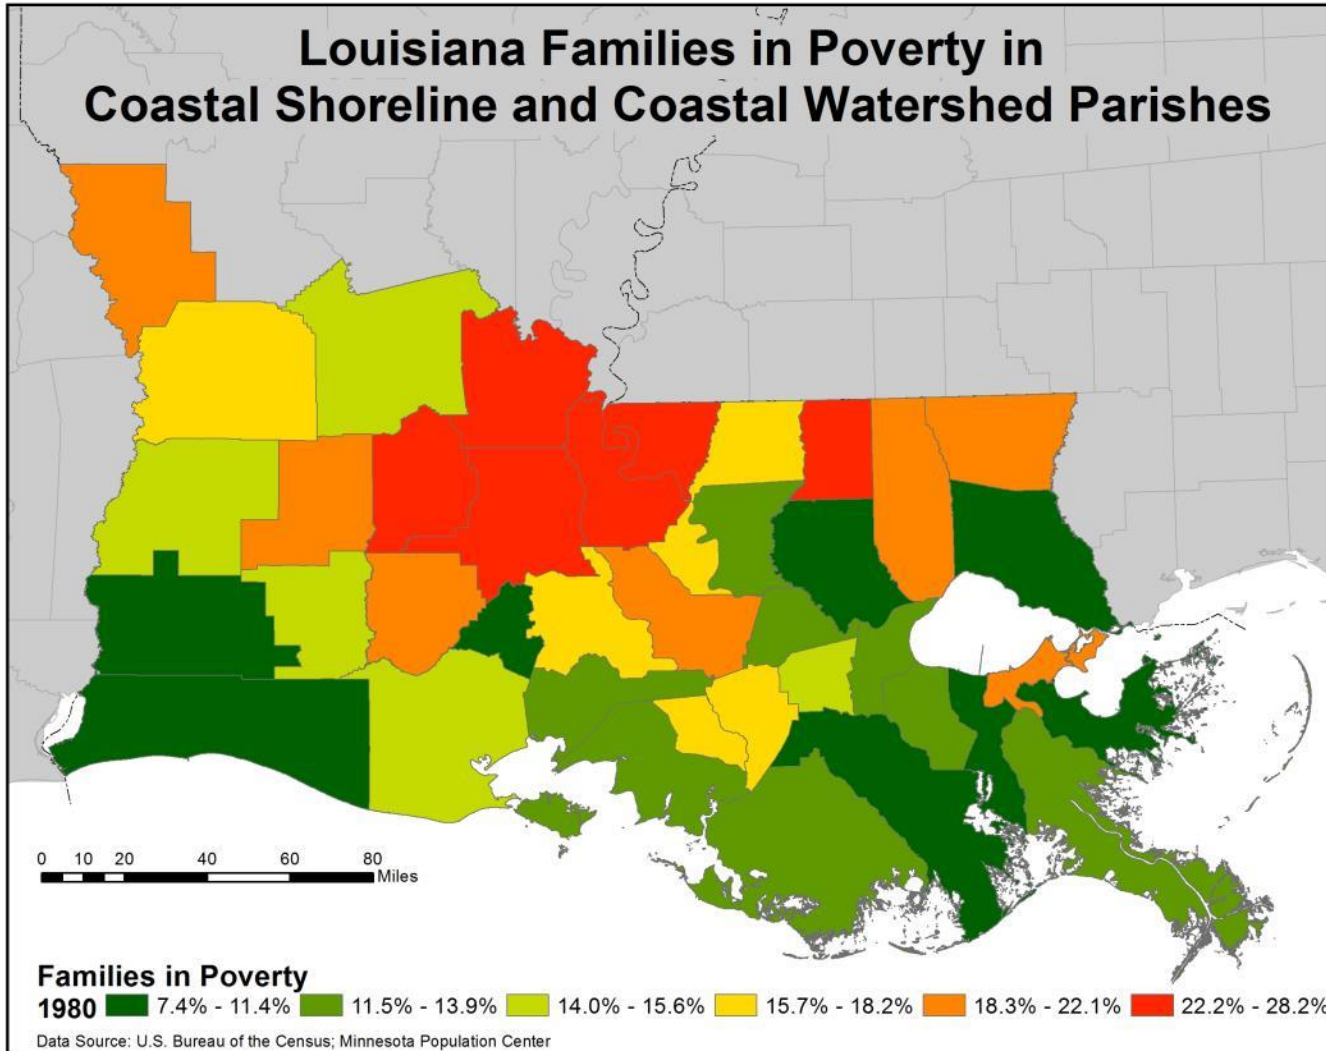 Louisiana Families in Poverty in
Coastal Shoreline and Coastal Watershed Parishes
0 10 20 40 60 80
Miles
Families in Poverty
1980 7.4% - 11.4% 11.5% - 13.9% 14.0% - 15.6% 15.7% - 18.2% 18.3% - 22.1% 22.2% - 28.2%
Data Source: U.S. Bureau of the Census; Minnesota Population Center